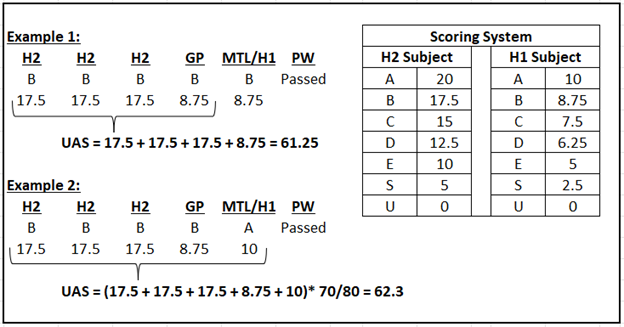 Example 1:
H2 H2 H2 GP MTL/H1 PW
B B B B B Passed
17.5 17.5 17.5 8.75 8.75
UAS = 17.5 + 17.5 + 17.5 + 8.75 = 61.25
Example 2:
H2 H2 H2 GP MTL/H1 PW
B B B B A Passed
17.5 17.5 17.5 8.75 10
UAS = (17.5 + 17.5 + 17.5 + 8.75 + 10)* 70/80 = 62.3
Scoring System
H2 Subject H1 Subject
A 20 A 10
B 17.5 B 8.75
C 15 C 7.5
D 12.5 D 6.25
E 10 E 5
S 5 S 2.5
U 0 U 0